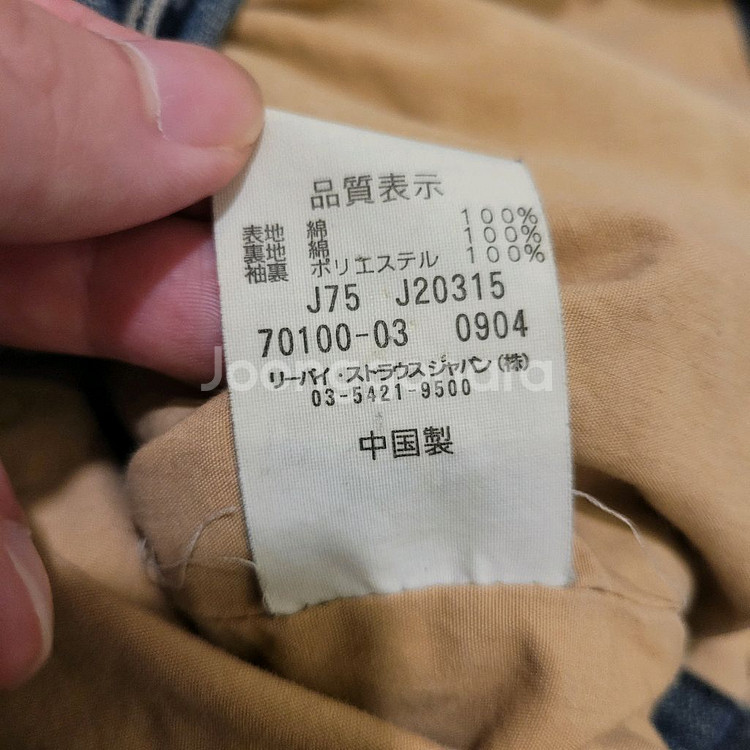 品質表示
表地 綿 100%
裏地 綿 100%
袖裏 ポリエステル 100%
J75 J20315
70100-03 0904
リーバイ・ストラウスジャパン(株)
03-5421-9500
中国製
Joonggonara